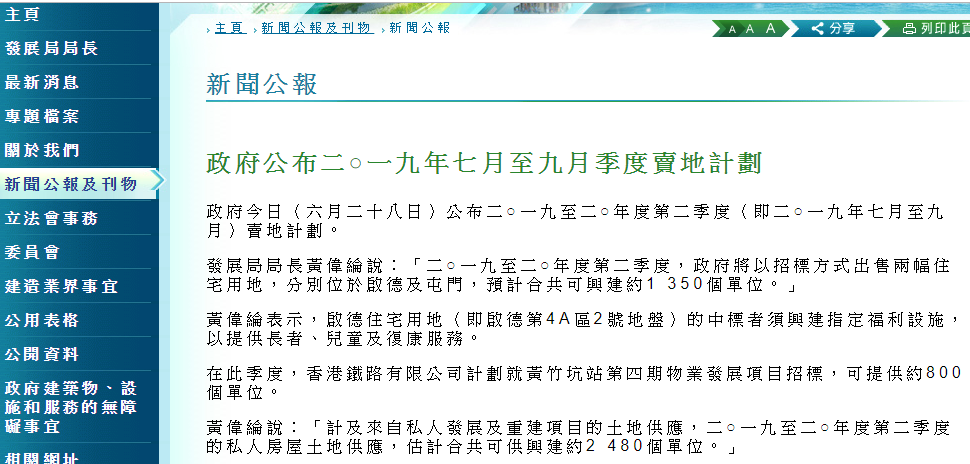 主頁
發展局局長
最新消息
專題檔案
關於我們
新聞公報及刊物
立法會事務
委員會
建造業界事宜
公用表格
公開資料
政府建築物、設
施和服務的無障
礙事宜
相關網址
主頁 新聞公報及刊物 新聞公報
A A A 分享 列印此頁
新聞公報
政府公布二○一九年七月至九月季度賣地計劃
政府今日（六月二十八日）公布二○一九至二○年度第二季度（即二○一九年七月至九
月）賣地計劃。
發展局局長黃偉綸說：「二○一九至二○年度第二季度，政府將以招標方式出售兩幅住
宅用地，分別位於啟德及屯門，預計合共可興建約1 350個單位。」
黃偉綸表示，啟德住宅用地（即啟德第4A區2號地盤）的中標者須興建指定福利設施，
以提供長者、兒童及復康服務。
在此季度，香港鐵路有限公司計劃就黃竹坑站第四期物業發展項目招標，可提供約800
個單位。
黃偉綸說：「計及來自私人發展及重建項目的土地供應，二○一九至二○年度第二季度
的私人房屋土地供應，估計合共可供興建約2 480個單位。」